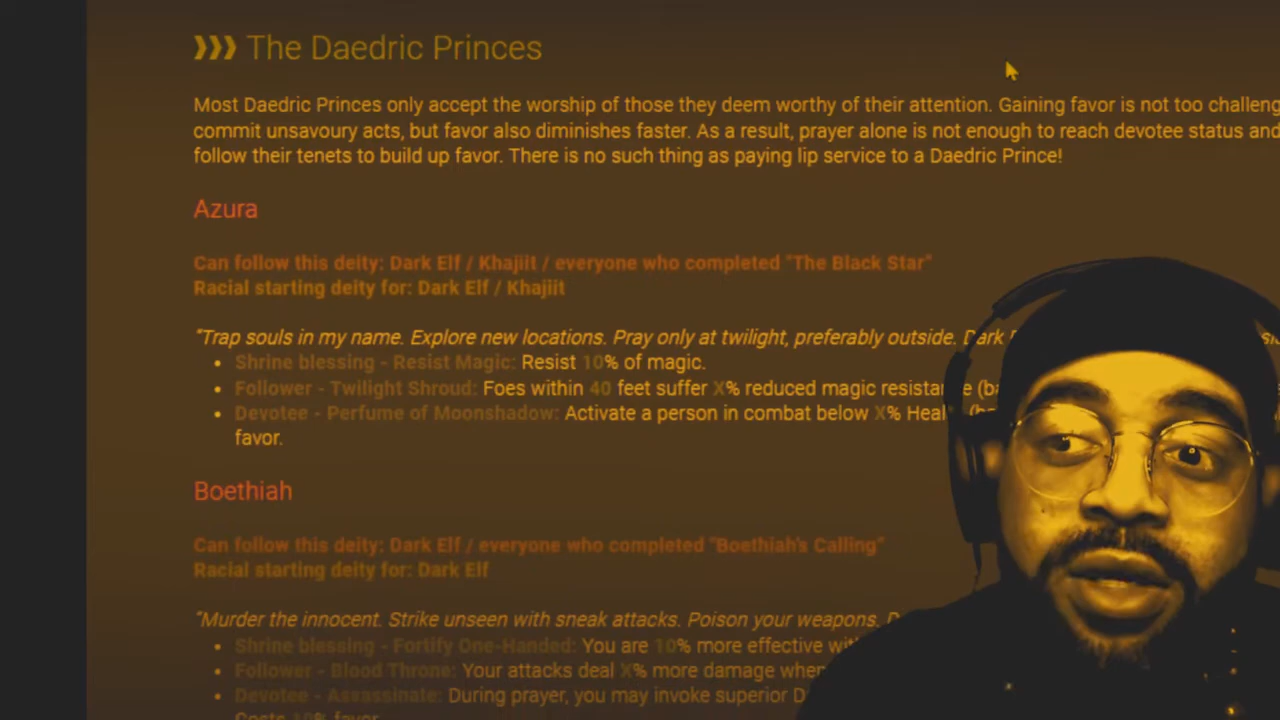 The Daedric Princes
Most Daedric Princes only accept the worship of those they deem worthy of their attention. Gaining favor is not too challeng
commit unsavoury acts, but favor also diminishes faster. As a result, prayer alone is not enough to reach devotee status and
follow their tenets to build up favor. There is no such thing as paying lip service to a Daedric Prince!
Azura
Can follow this deity: Dark Elf / Khajiit / everyone who completed "The Black Star"
Racial starting deity for: Dark Elf / Khajiit
"Trap souls in my name. Explore new locations. Pray only at twilight, preferably outside. Dark
• Shrine blessing - Resist Magic: Resist 10% of magic.
• Follower - Twilight Shroud: Foes within 40 feet suffer X% reduced magic resistance (ba
• Devotee - Perfume of Moonshadow: Activate a person in combat below X% Heal (ba
favor.
Boethiah
Can follow this deity: Dark Elf / everyone who completed "Boethiah's Calling"
Racial starting deity for: Dark Elf
"Murder the innocent. Strike unseen with sneak attacks. Poison your weapons.
• Shrine blessing - Fortify One-Handed: You are 10% more effective wit
• Follower - Blood Throne: Your attacks deal X% more damage when
• Devotee - Assassinate: During prayer, you may invoke superior D
Costs 10% favor.